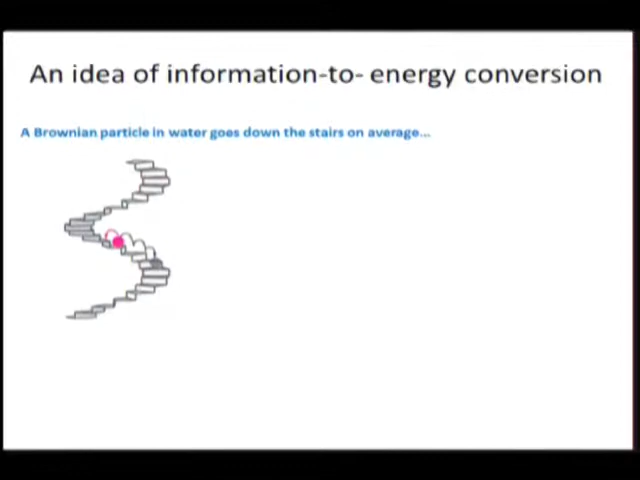 An idea of information-to- energy conversion
A Brownian particle in water goes down the stairs on average...